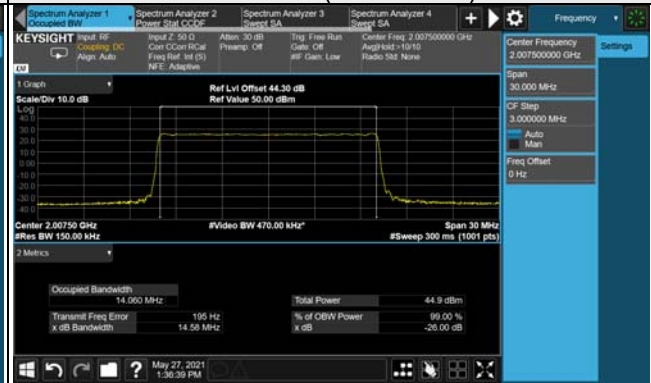 Spectrum Analyzer 1
Occupied BW
Spectrum Analyzer 2
Power Stat CCDF
Spectrum Analyzer 3
Swept SA
Spectrum Analyzer 4
Swept SA
+
Frequency
KEYSIGHT
Input: RF
Coupling: DC
Align: Auto
Input Z: 50 Ω
Corr CCorr RCal
Freq Ref: Int (S)
NFE: Adaptive
Atten: 30 dB
Preamp: Off
Trig: Free Run
Gate: Off
#IF Gain: Low
Center Freq: 2.007500000 GHz
Avg|Hold:>10/10
Radio Std: None
Center Frequency
2.007500000 GHz
Settings
Span
30.000 MHz
CF Step
3.000000 MHz
Auto
Man
Freq Offset
0 Hz
1 Graph
Scale/Div 10.0 dB
Ref Lvl Offset 44.30 dB
Ref Value 50.00 dBm
Log
40.0
30.0
20.0
10.0
0.00
-10.0
-20.0
-30.0
-40.0
Center 2.00750 GHz
#Res BW 150.00 kHz
#Video BW 470.00 kHz*
Span 30 MHz
#Sweep 300 ms (1001 pts)
2 Metrics
Occupied Bandwidth
14.060 MHz
Total Power 44.9 dBm
Transmit Freq Error 195 Hz
% of OBW Power 99.00 %
x dB Bandwidth 14.58 MHz
x dB -26.00 dB
?
May 27, 2021
1:36:39 PM